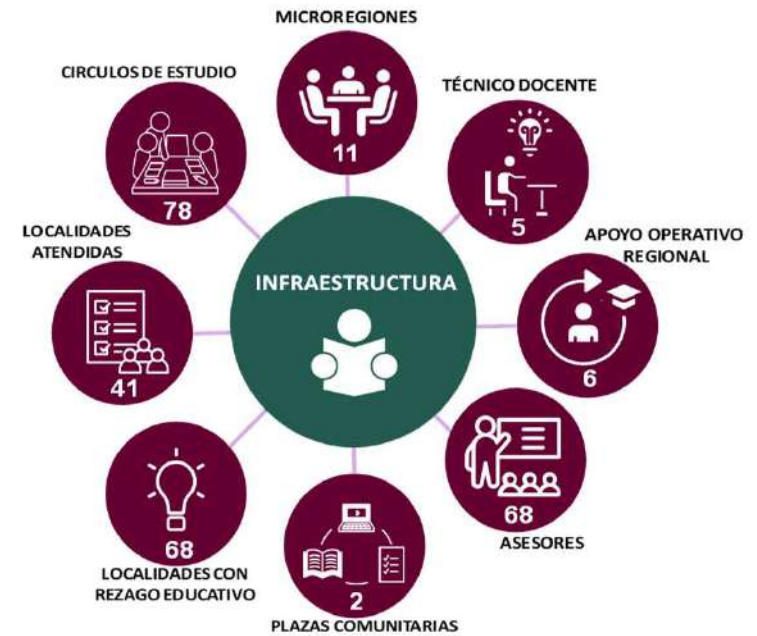 MICROREGIONES
11
TÉCNICO DOCENTE
5
APOYO OPERATIVO
REGIONAL
6
68
ASESORES
2
PLAZAS COMUNITARIAS
68
LOCALIDADES CON
REZAGO EDUCATIVO
LOCALIDADES
ATENDIDAS
41
CIRCULOS DE ESTUDIO
78
INFRAESTRUCTURA